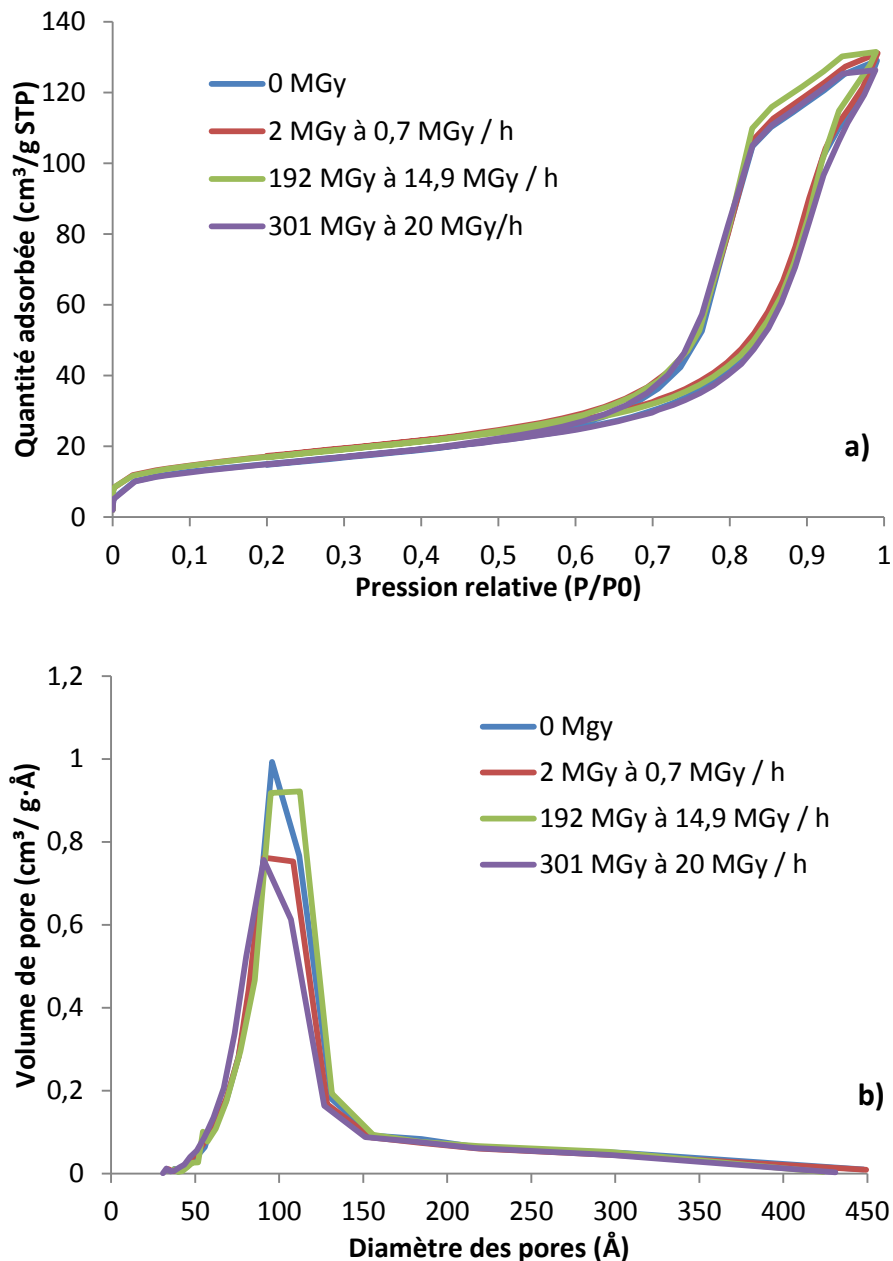 140
120
100
80
60
40
20
0
Quantité adsorbée (cm³/g STP)
0 MGy
2 MGy à 0,7 MGy / h
192 MGy à 14,9 MGy / h
301 MGy à 20 MGy/h
a)
0 0,1 0,2 0,3 0,4 0,5 0,6 0,7 0,8 0,9 1
Pression relative (P/P0)
1,2
1
0,8
0,6
0,4
0,2
0
Volume de pore (cm³/ g·Å)
0 Mgy
2 MGy à 0,7 MGy / h
192 MGy à 14,9 MGy / h
301 MGy à 20 MGy / h
b)
0 50 100 150 200 250 300 350 400 450
Diamètre des pores (Å)